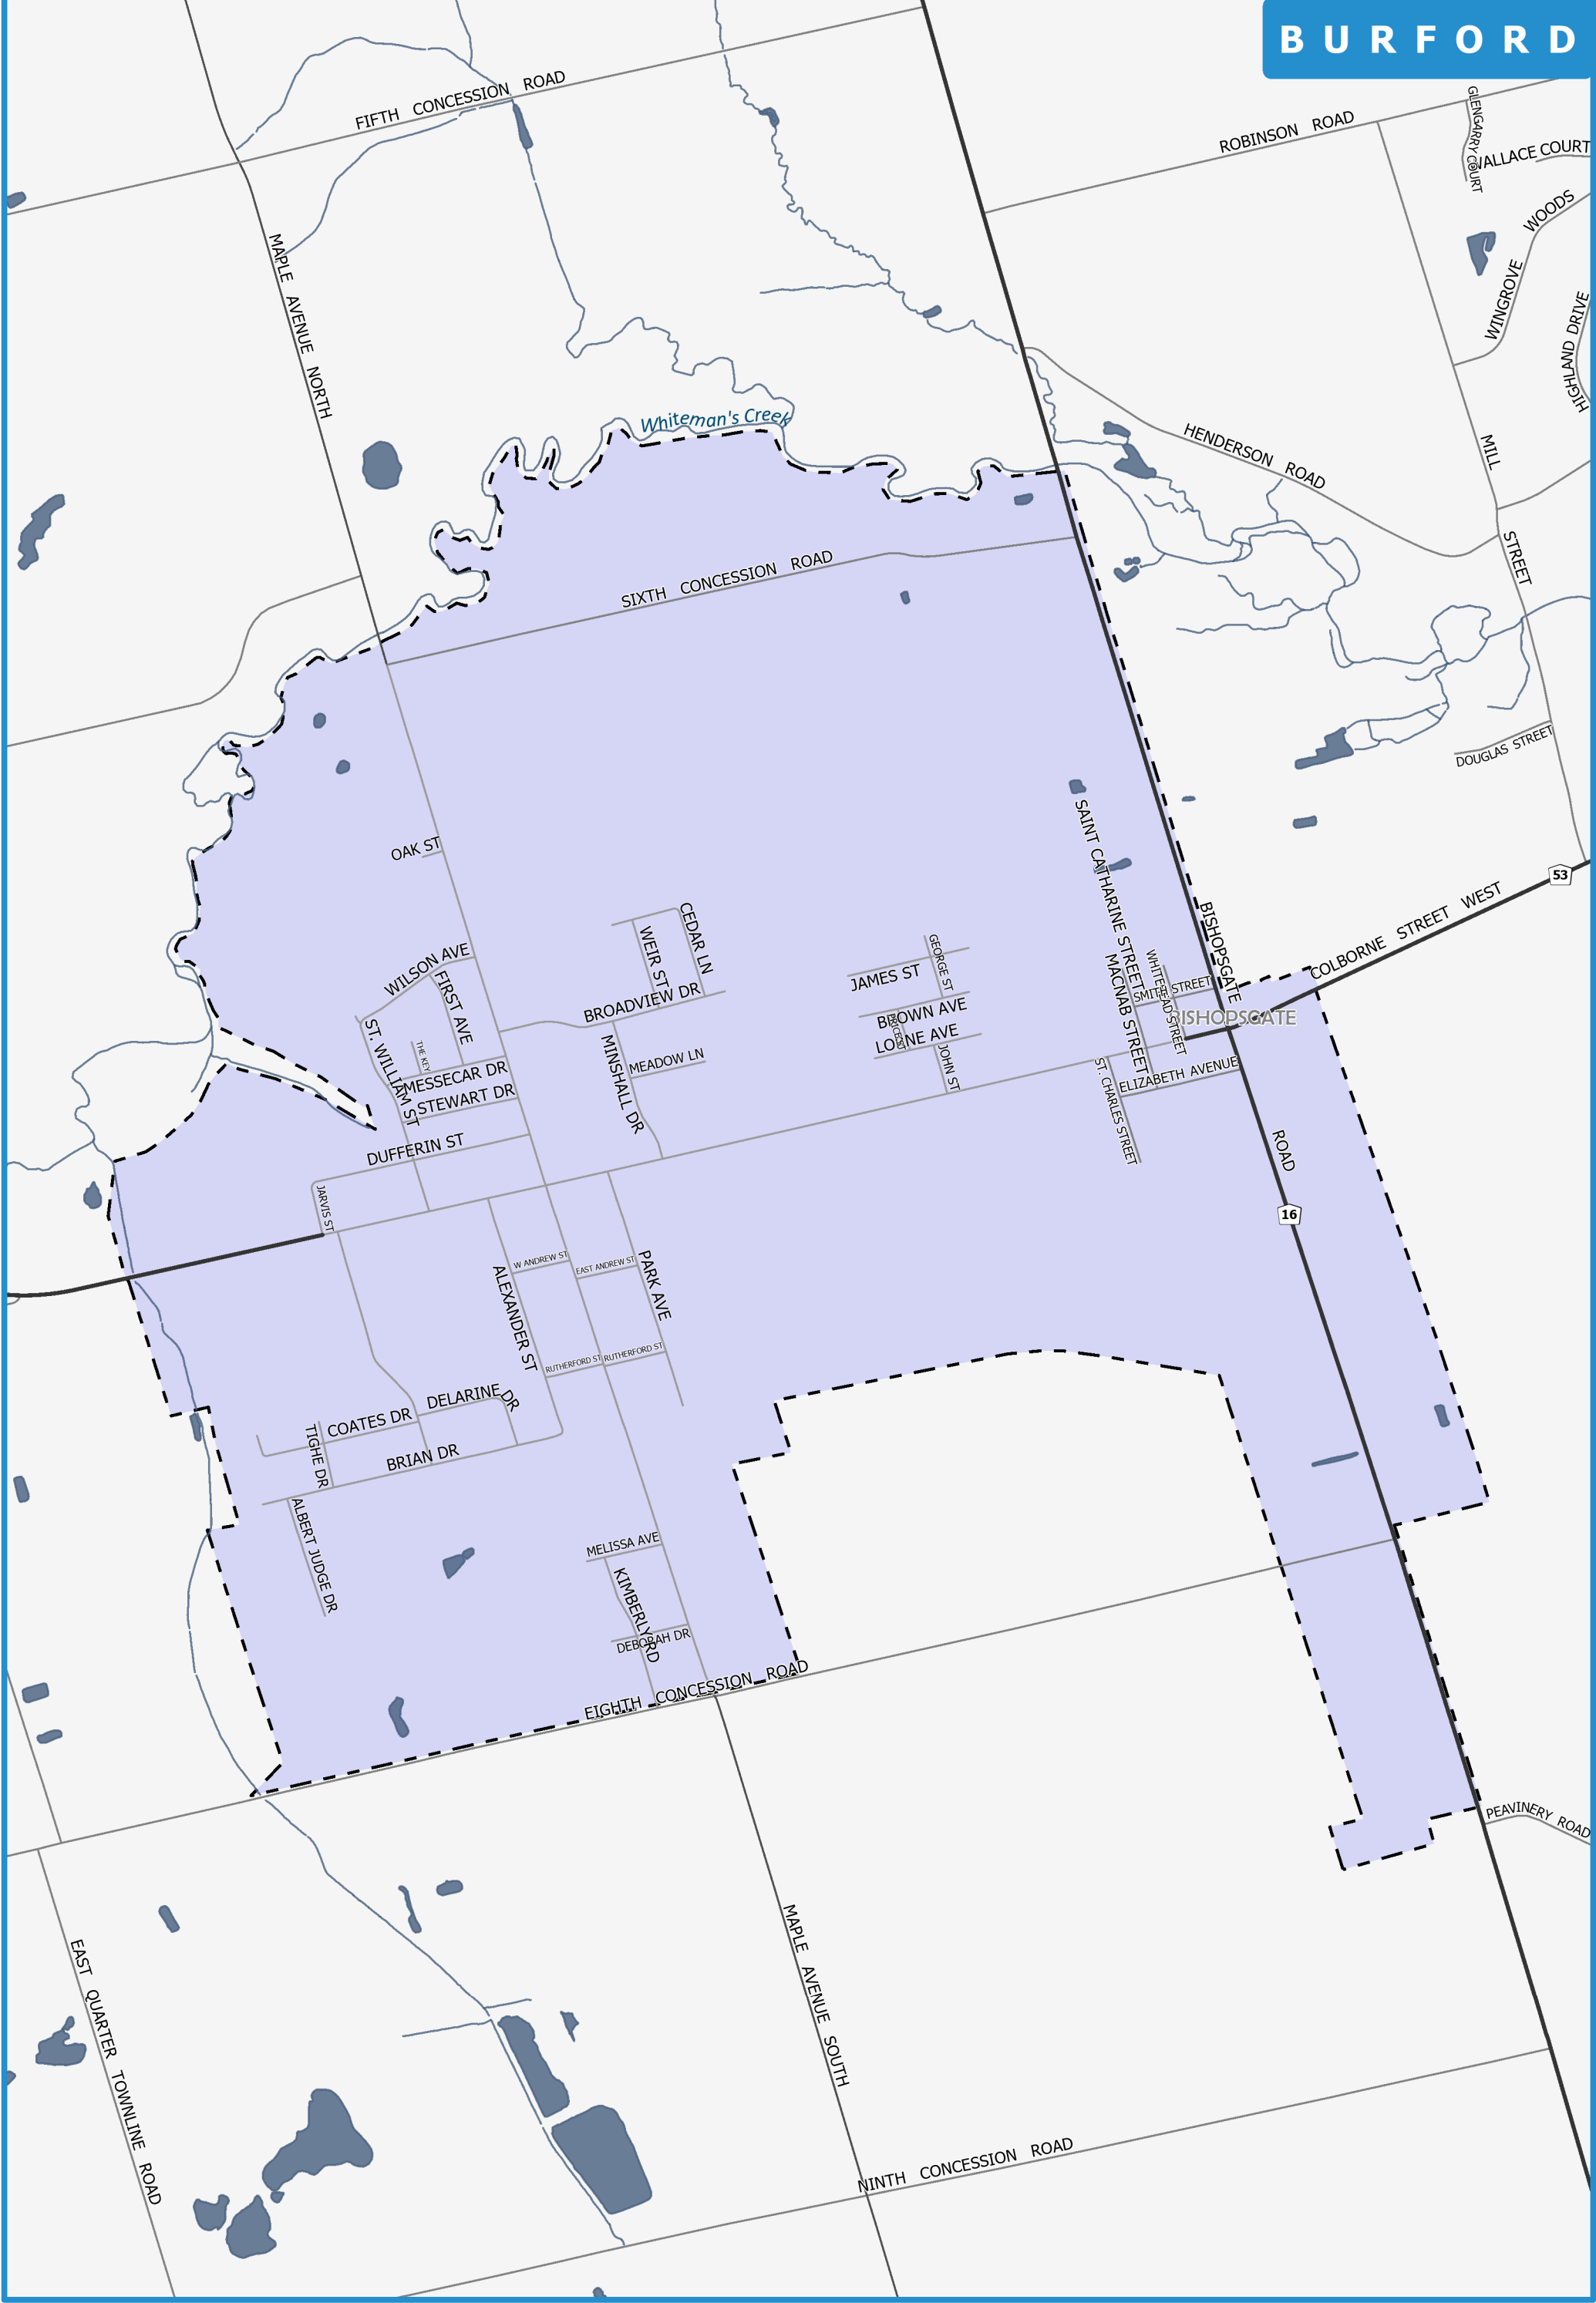 BURFORD
FIFTH CONCESSION ROAD
ROBINSON ROAD
GLENGARRY COURT
WALLACE COURT
WINGROVE WOODS
HIGHLAND DRIVE
MAPLE AVENUE NORTH
Whiteman's Creek
HENDERSON ROAD
MILL STREET
SIXTH CONCESSION ROAD
DOUGLAS STREET
OAK ST
SAINT CATHARINE STREET
53
COLBORNE STREET WEST
BISHOPSGATE ROAD
CEDAR LN
WEIR ST
WILSON AVE
FIRST AVE
BROADVIEW DR
GEORGE ST
JAMES ST
BROWN AVE
LORNE AVE
JOHN ST
MACNAB STREET
WHITEHEAD STREET
SMITH STREET
BISHOPSGATE
ST. WILLIAM ST
THE KEY
MESSECAR DR
STEWART DR
MINSHALL DR
MEADOW LN
ELIZABETH AVENUE
ST. CHARLES STREET
DUFFERIN ST
JARVIS ST
16
W ANDREW ST
EAST ANDREW ST
PARK AVE
ALEXANDER ST
RUTHERFORD ST
RUTHERFORD ST
DELARINE DR
COATES DR
TIGHE DR
BRIAN DR
ALBERT JUDGE DR
MELISSA AVE
KIMBERLY RD
DEBORAH DR
EIGHTH CONCESSION ROAD
PEAVINERY ROAD
EAST QUARTER TOWNLINE ROAD
MAPLE AVENUE SOUTH
NINTH CONCESSION ROAD